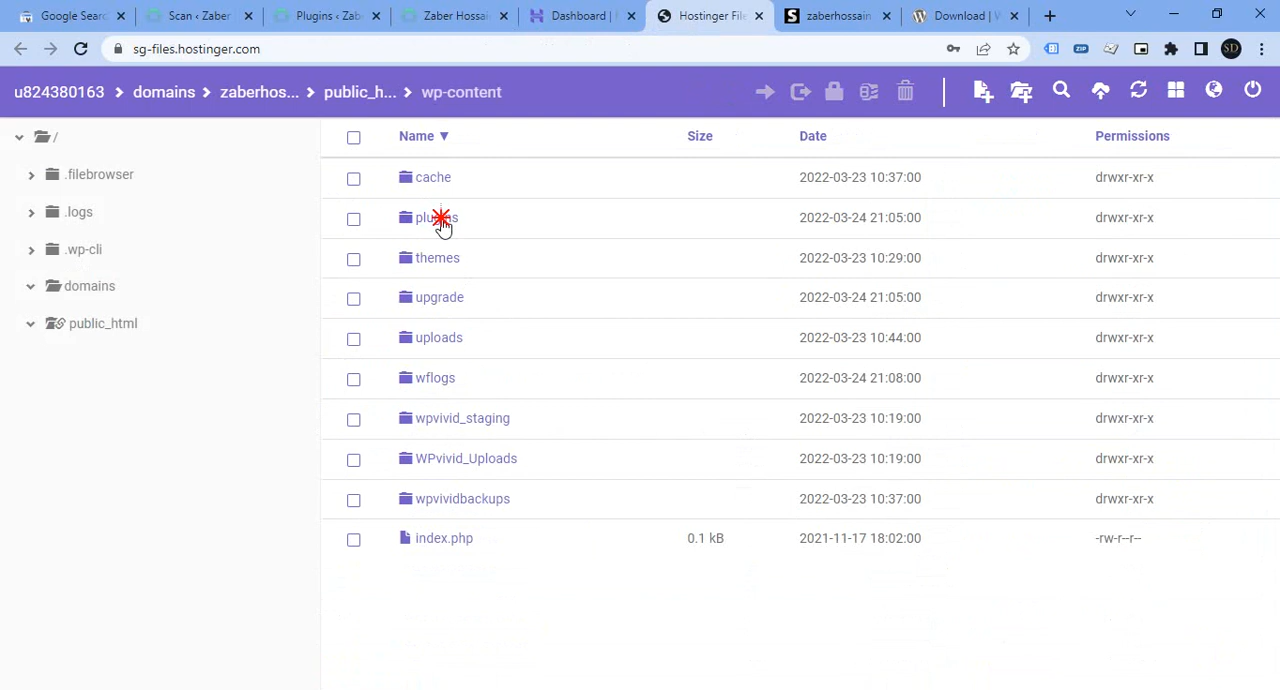 Google Searc
Scan ‹ Zaber
Plugins ‹ Zab
Zaber Hossai
Dashboard |
Hostinger File
zaberhossain
Download | W
sg-files.hostinger.com
ZIP
SD
u824380163 > domains > zaberhos... > public_h... > wp-content
/
.filebrowser
.logs
.wp-cli
domains
public_html
Name ▼ Size Date Permissions
cache 2022-03-23 10:37:00 drwxr-xr-x
plugins 2022-03-24 21:05:00 drwxr-xr-x
themes 2022-03-23 10:29:00 drwxr-xr-x
upgrade 2022-03-24 21:05:00 drwxr-xr-x
uploads 2022-03-23 10:44:00 drwxr-xr-x
wflogs 2022-03-24 21:08:00 drwxr-xr-x
wpvivid_staging 2022-03-23 10:19:00 drwxr-xr-x
WPvivid_Uploads 2022-03-23 10:19:00 drwxr-xr-x
wpvividbackups 2022-03-23 10:37:00 drwxr-xr-x
index.php 0.1 kB 2021-11-17 18:02:00 -rw-r--r--